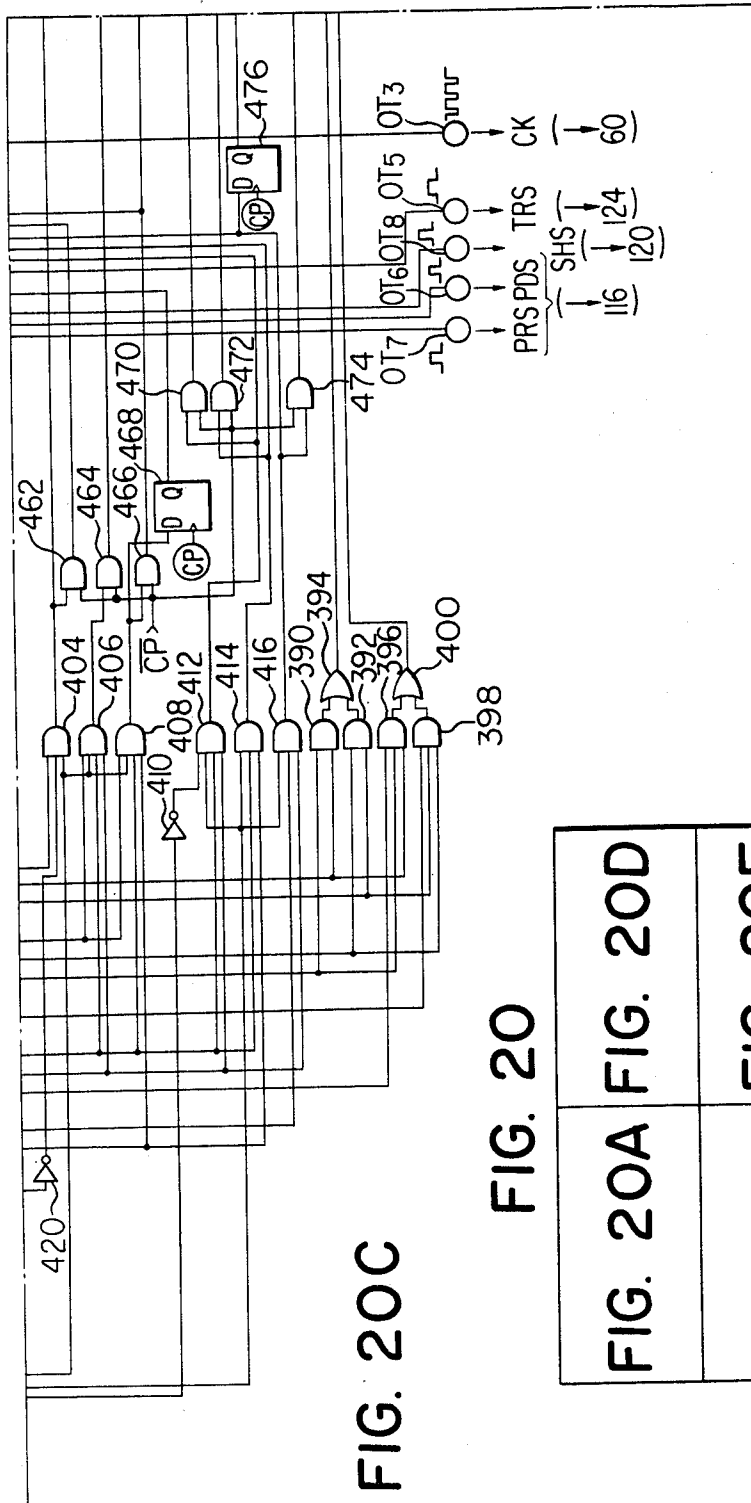 462
464
466
468
470
472
476
D Q
CP
D Q
CP
404
406
CP
408
410
412
414
416
390
394
392
396
400
398
474
420
OT7
OT6
OT8
OT5
OT3
PRS PDS
SHS
TRS
CK
(→116)
(→120)
(→124)
(→60)
FIG. 20C
FIG. 20
FIG. 20A
FIG. 20D